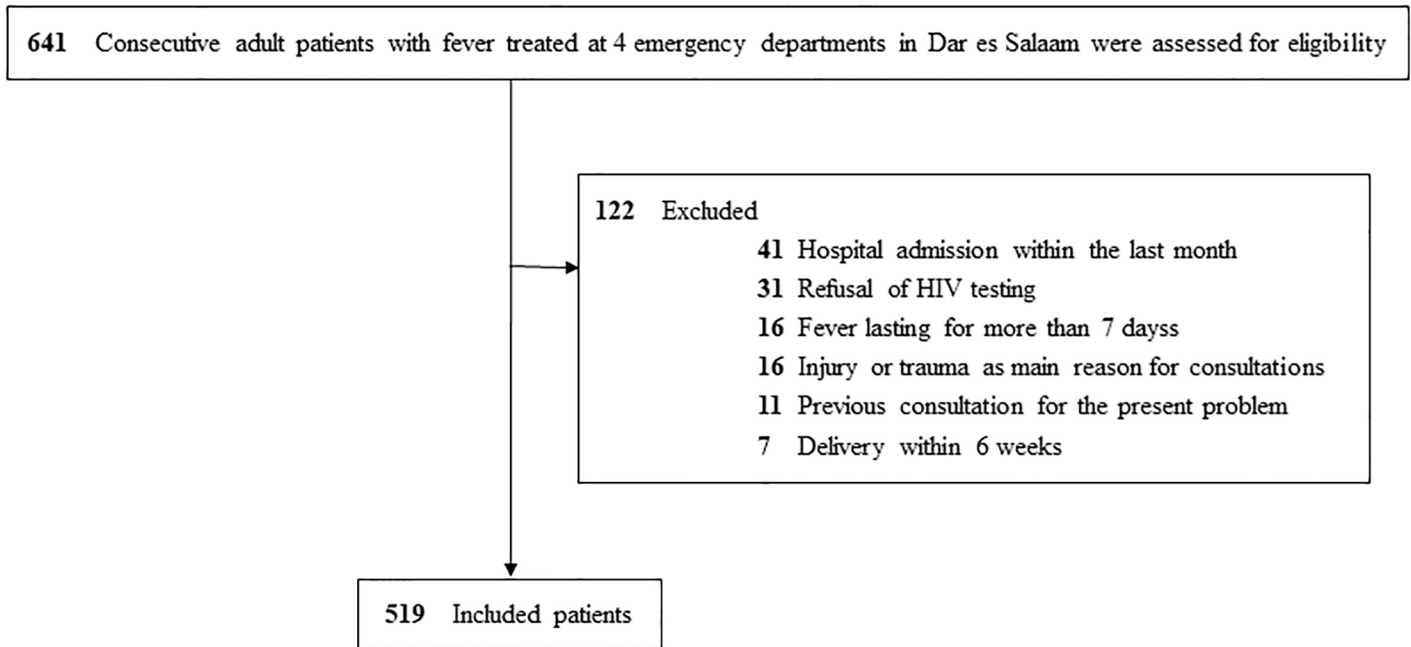 641 Consecutive adult patients with fever treated at 4 emergency departments in Dar es Salaam were assessed for eligibility
122 Excluded
41 Hospital admission within the last month
31 Refusal of HIV testing
16 Fever lasting for more than 7 dayss
16 Injury or trauma as main reason for consultations
11 Previous consultation for the present problem
7 Delivery within 6 weeks
519 Included patients